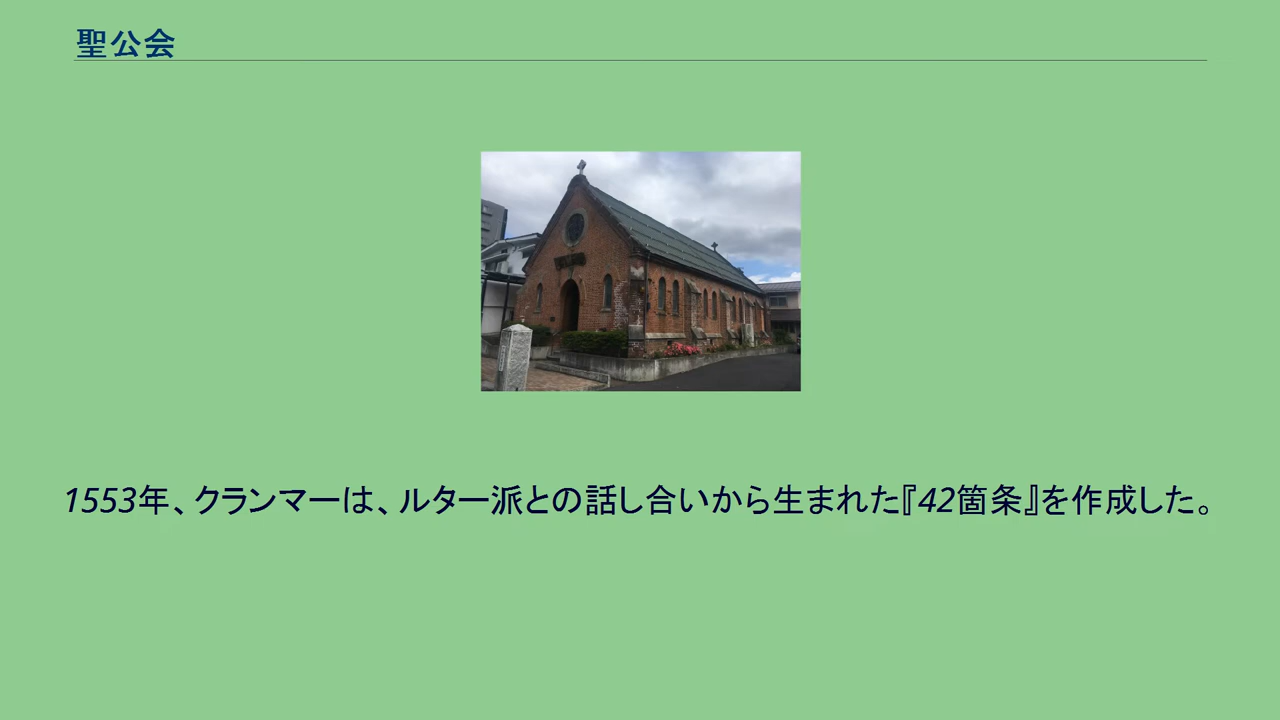 聖公会
1553年、クランマーは、ルター派との話し合いから生まれた『42箇条』を作成した。